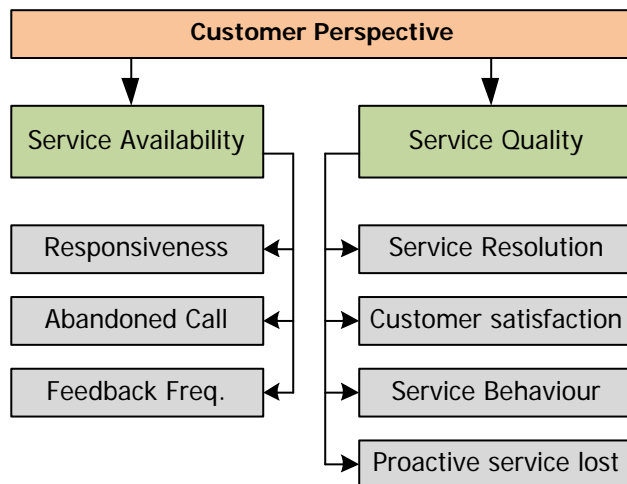 Customer Perspective
Service Availability
Service Quality
Responsiveness
Service Resolution
Abandoned Call
Customer satisfaction
Feedback Freq.
Service Behaviour
Proactive service lost